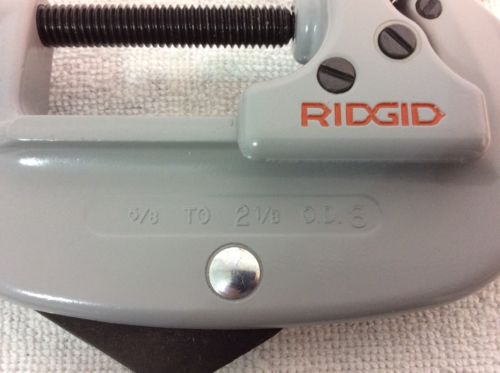 RIDGID
5/8 TO 2 1/8 O.D. S